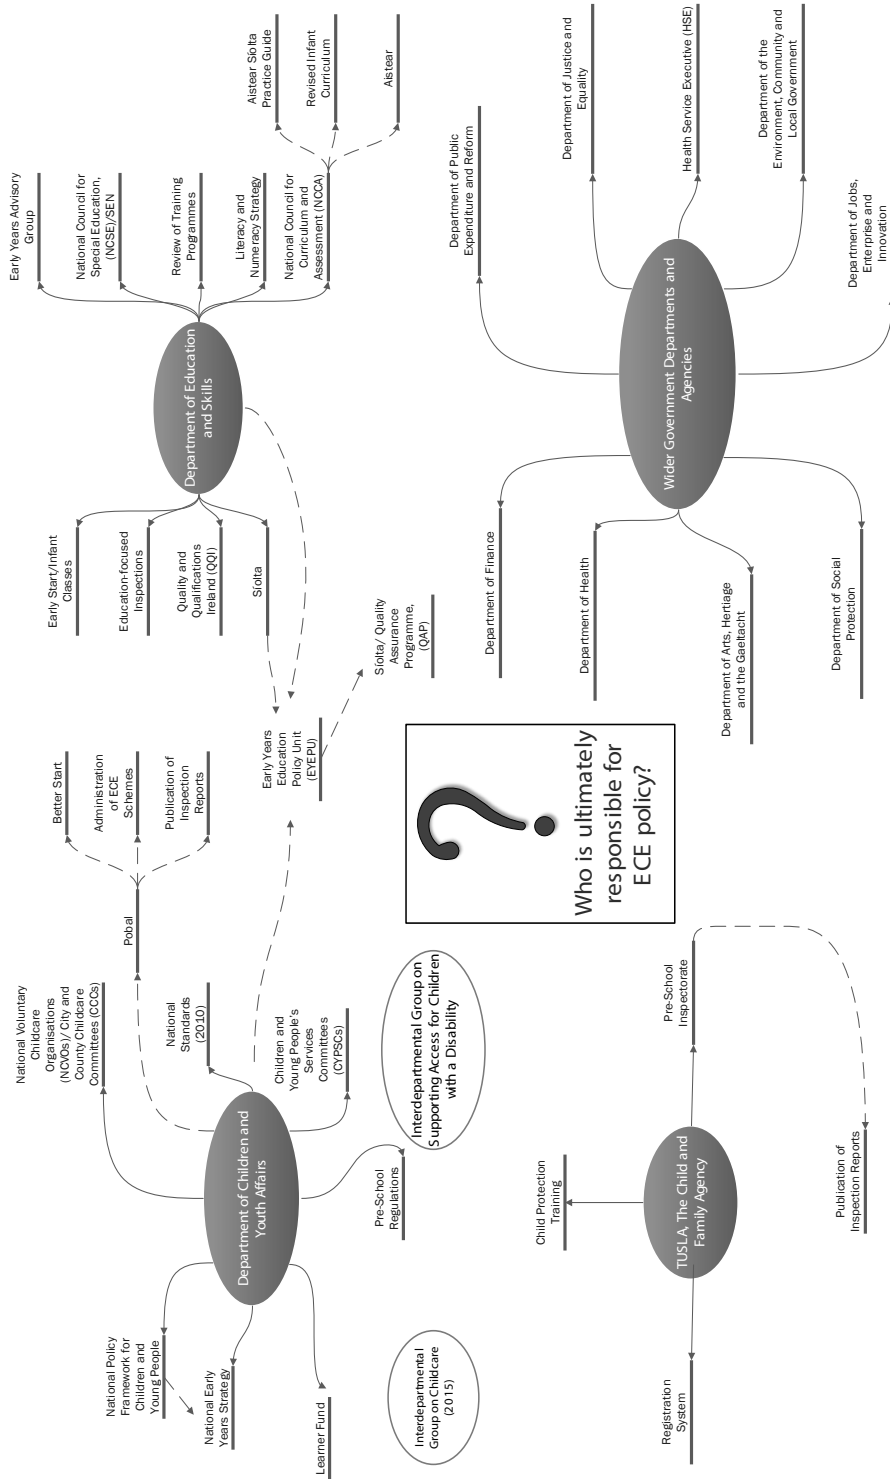 National Policy
Framework for
Children and
Young People
National Early
Years Strategy
Learner Fund
Department of Children and
Youth Affairs
National Voluntary
Childcare
Organisations
(NCVOs)/ City and
County Childcare
Committees (CCCs)
Pobal
Better Start
Administration
of ECE
Schemes
Publication of
Inspection
Reports
National
Standards
(2010)
Children and
Young People's
Services
Committees
(CYPSCs)
Pre-School
Regulations
Early Years
Education
Policy Unit
(EYEPU)
Síolta/ Quality
Assurance
Programme,
(QAP)
Early Start/Infant
Classes
Education-focused
Inspections
Quality and
Qualifications
Ireland (QQI)
Síolta
Department of Education
and Skills
Early Years Advisory
Group
National Council for
Special Education,
(NCSE)/SEN
Review of Training
Programmes
Literacy and
Numeracy Strategy
National Council for
Curriculum and
Assessment (NCCA)
Aistear Síolta
Practice Guide
Revised Infant
Curriculum
Aistear
Interdepartmental
Group on Childcare
(2015)
Interdepartmental Group on
Supporting Access for Children
with a Disability
?
Who is ultimately
responsible for
ECE policy?
Child Protection
Training
Registration
System
TUSLA, The Child and
Family Agency
Pre-School
Inspectorate
Publication of
Inspection Reports
Department of Finance
Department of Health
Department of Arts, Hertiage
and the Gaeltacht
Department of Social
Protection
Wider Government Departments and
Agencies
Department of Public
Expenditure and Reform
Department of Justice and
Equality
Health Service Executive (HSE)
Department of the
Environment, Community and
Local Government
Department of Jobs,
Enterprise and
Innovation